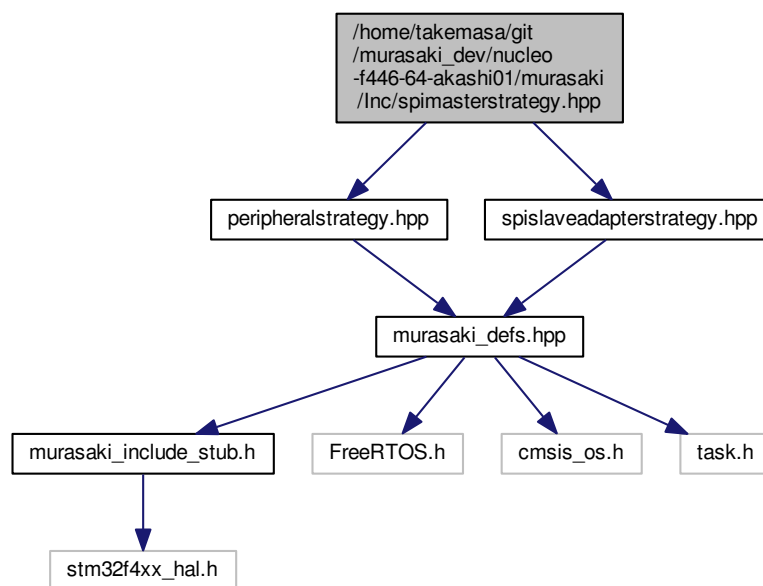 /home/takemasa/git
/murasaki_dev/nucleo
-f446-64-akashi01/murasaki
/Inc/spimasterstrategy.hpp
peripheralstrategy.hpp
spislaveadapterstrategy.hpp
murasaki_defs.hpp
murasaki_include_stub.h
FreeRTOS.h
cmsis_os.h
task.h
stm32f4xx_hal.h